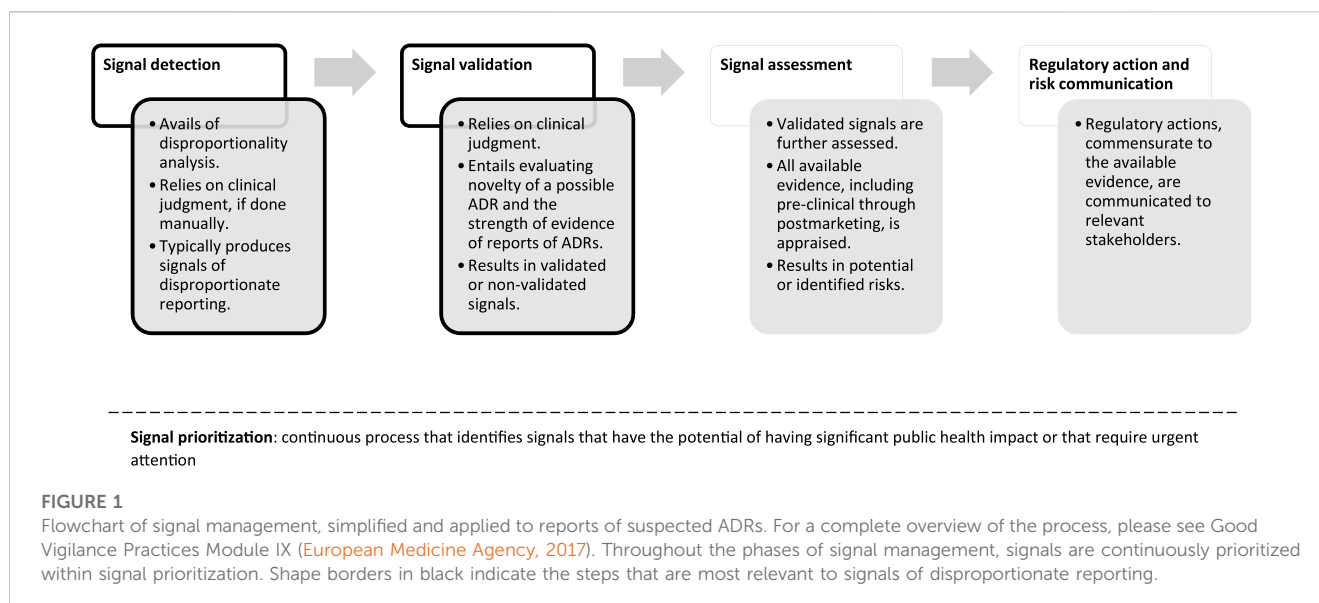 Signal detection
• Avails of
disproportionality
analysis.
• Relies on clinical
judgment, if done
manually.
• Typically produces
signals of
disproportionate
reporting.
Signal validation
• Relies on clinical
judgment.
• Entails evaluating
novelty of a possible
ADR and the
strength of evidence
of reports of ADRs.
• Results in validated
or non-validated
signals.
Signal assessment
• Validated signals are
further assessed.
• All available
evidence, including
pre-clinical through
postmarketing, is
appraised.
• Results in potential
or identified risks.
Regulatory action and
risk communication
• Regulatory actions,
commensurate to
the available
evidence, are
communicated to
relevant
stakeholders.
Signal prioritization: continuous process that identifies signals that have the potential of having significant public health impact or that require urgent
attention
FIGURE 1
Flowchart of signal management, simplified and applied to reports of suspected ADRs. For a complete overview of the process, please see Good
Vigilance Practices Module IX (European Medicine Agency, 2017). Throughout the phases of signal management, signals are continuously prioritized
within signal prioritization. Shape borders in black indicate the steps that are most relevant to signals of disproportionate reporting.